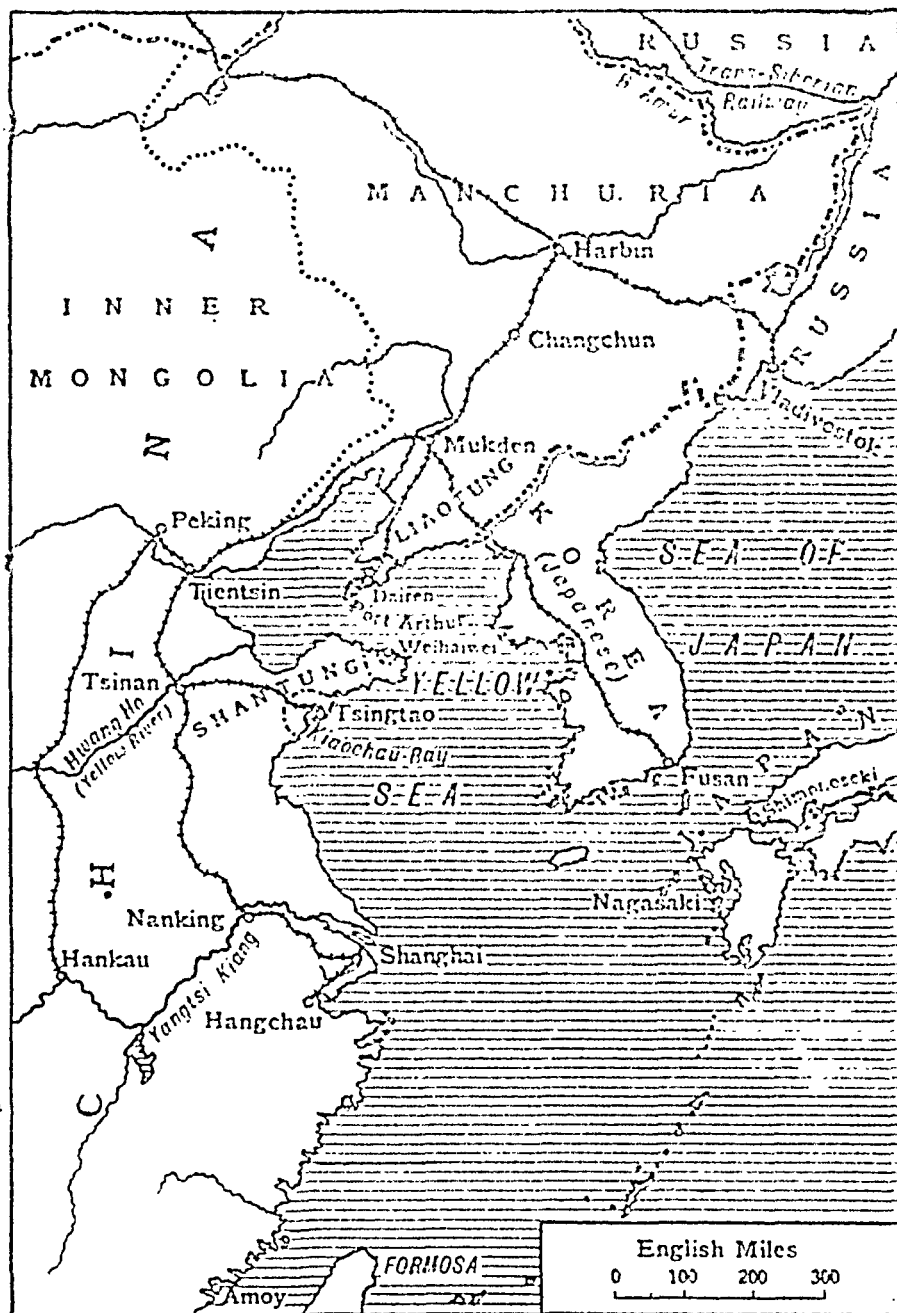 RUSSIA
Trans-Siberian
Railway
MANCHURIA
RUSSIA
Harbin
INNER
MONGOLIA
Changchun
Vladivostok
Mukden
LIAOTUNG
Peking
Tientsin
KOREA
(Japanese)
SEA OF
JAPAN
Dairen
Port Arthur
Weihaiwei
YELLOW
SEA
Tsinan
SHANTUNG
Hwang Ho
(Yellow River)
Tsingtao
Kiaochau Bay
Fusan
JAPAN
Shimonoseki
Nagasaki
CHINA
Nanking
Hankau
Shanghai
Yangtsi Kiang
Hangchau
FORMOSA
Amoy
English Miles
0 100 200 300